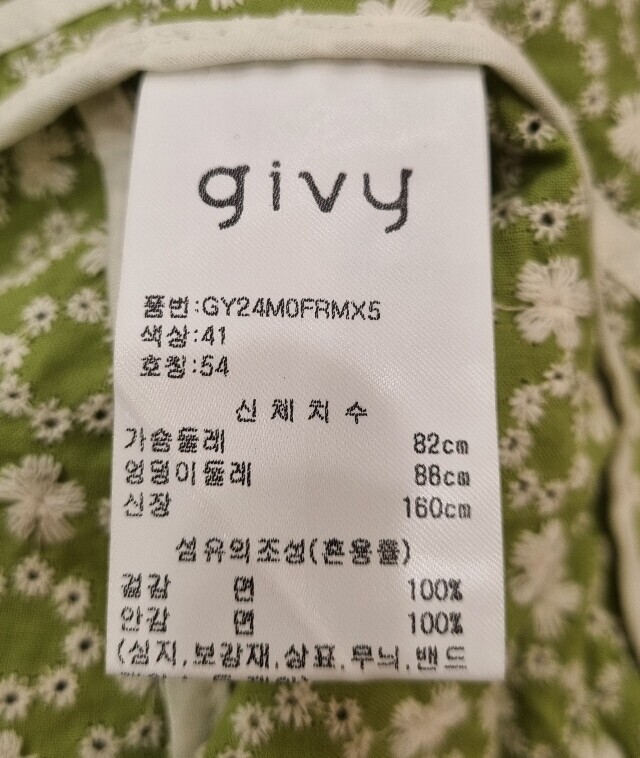 givy
품번:GY24M0FRMX5
색상:41
호칭:54
신체치수
가슴둘레 82cm
엉덩이둘레 88cm
신장 160cm
섬유의조성(혼용률)
겉감 면 100%
안감 면 100%
(심지,보강재,상표,무늬,밴드